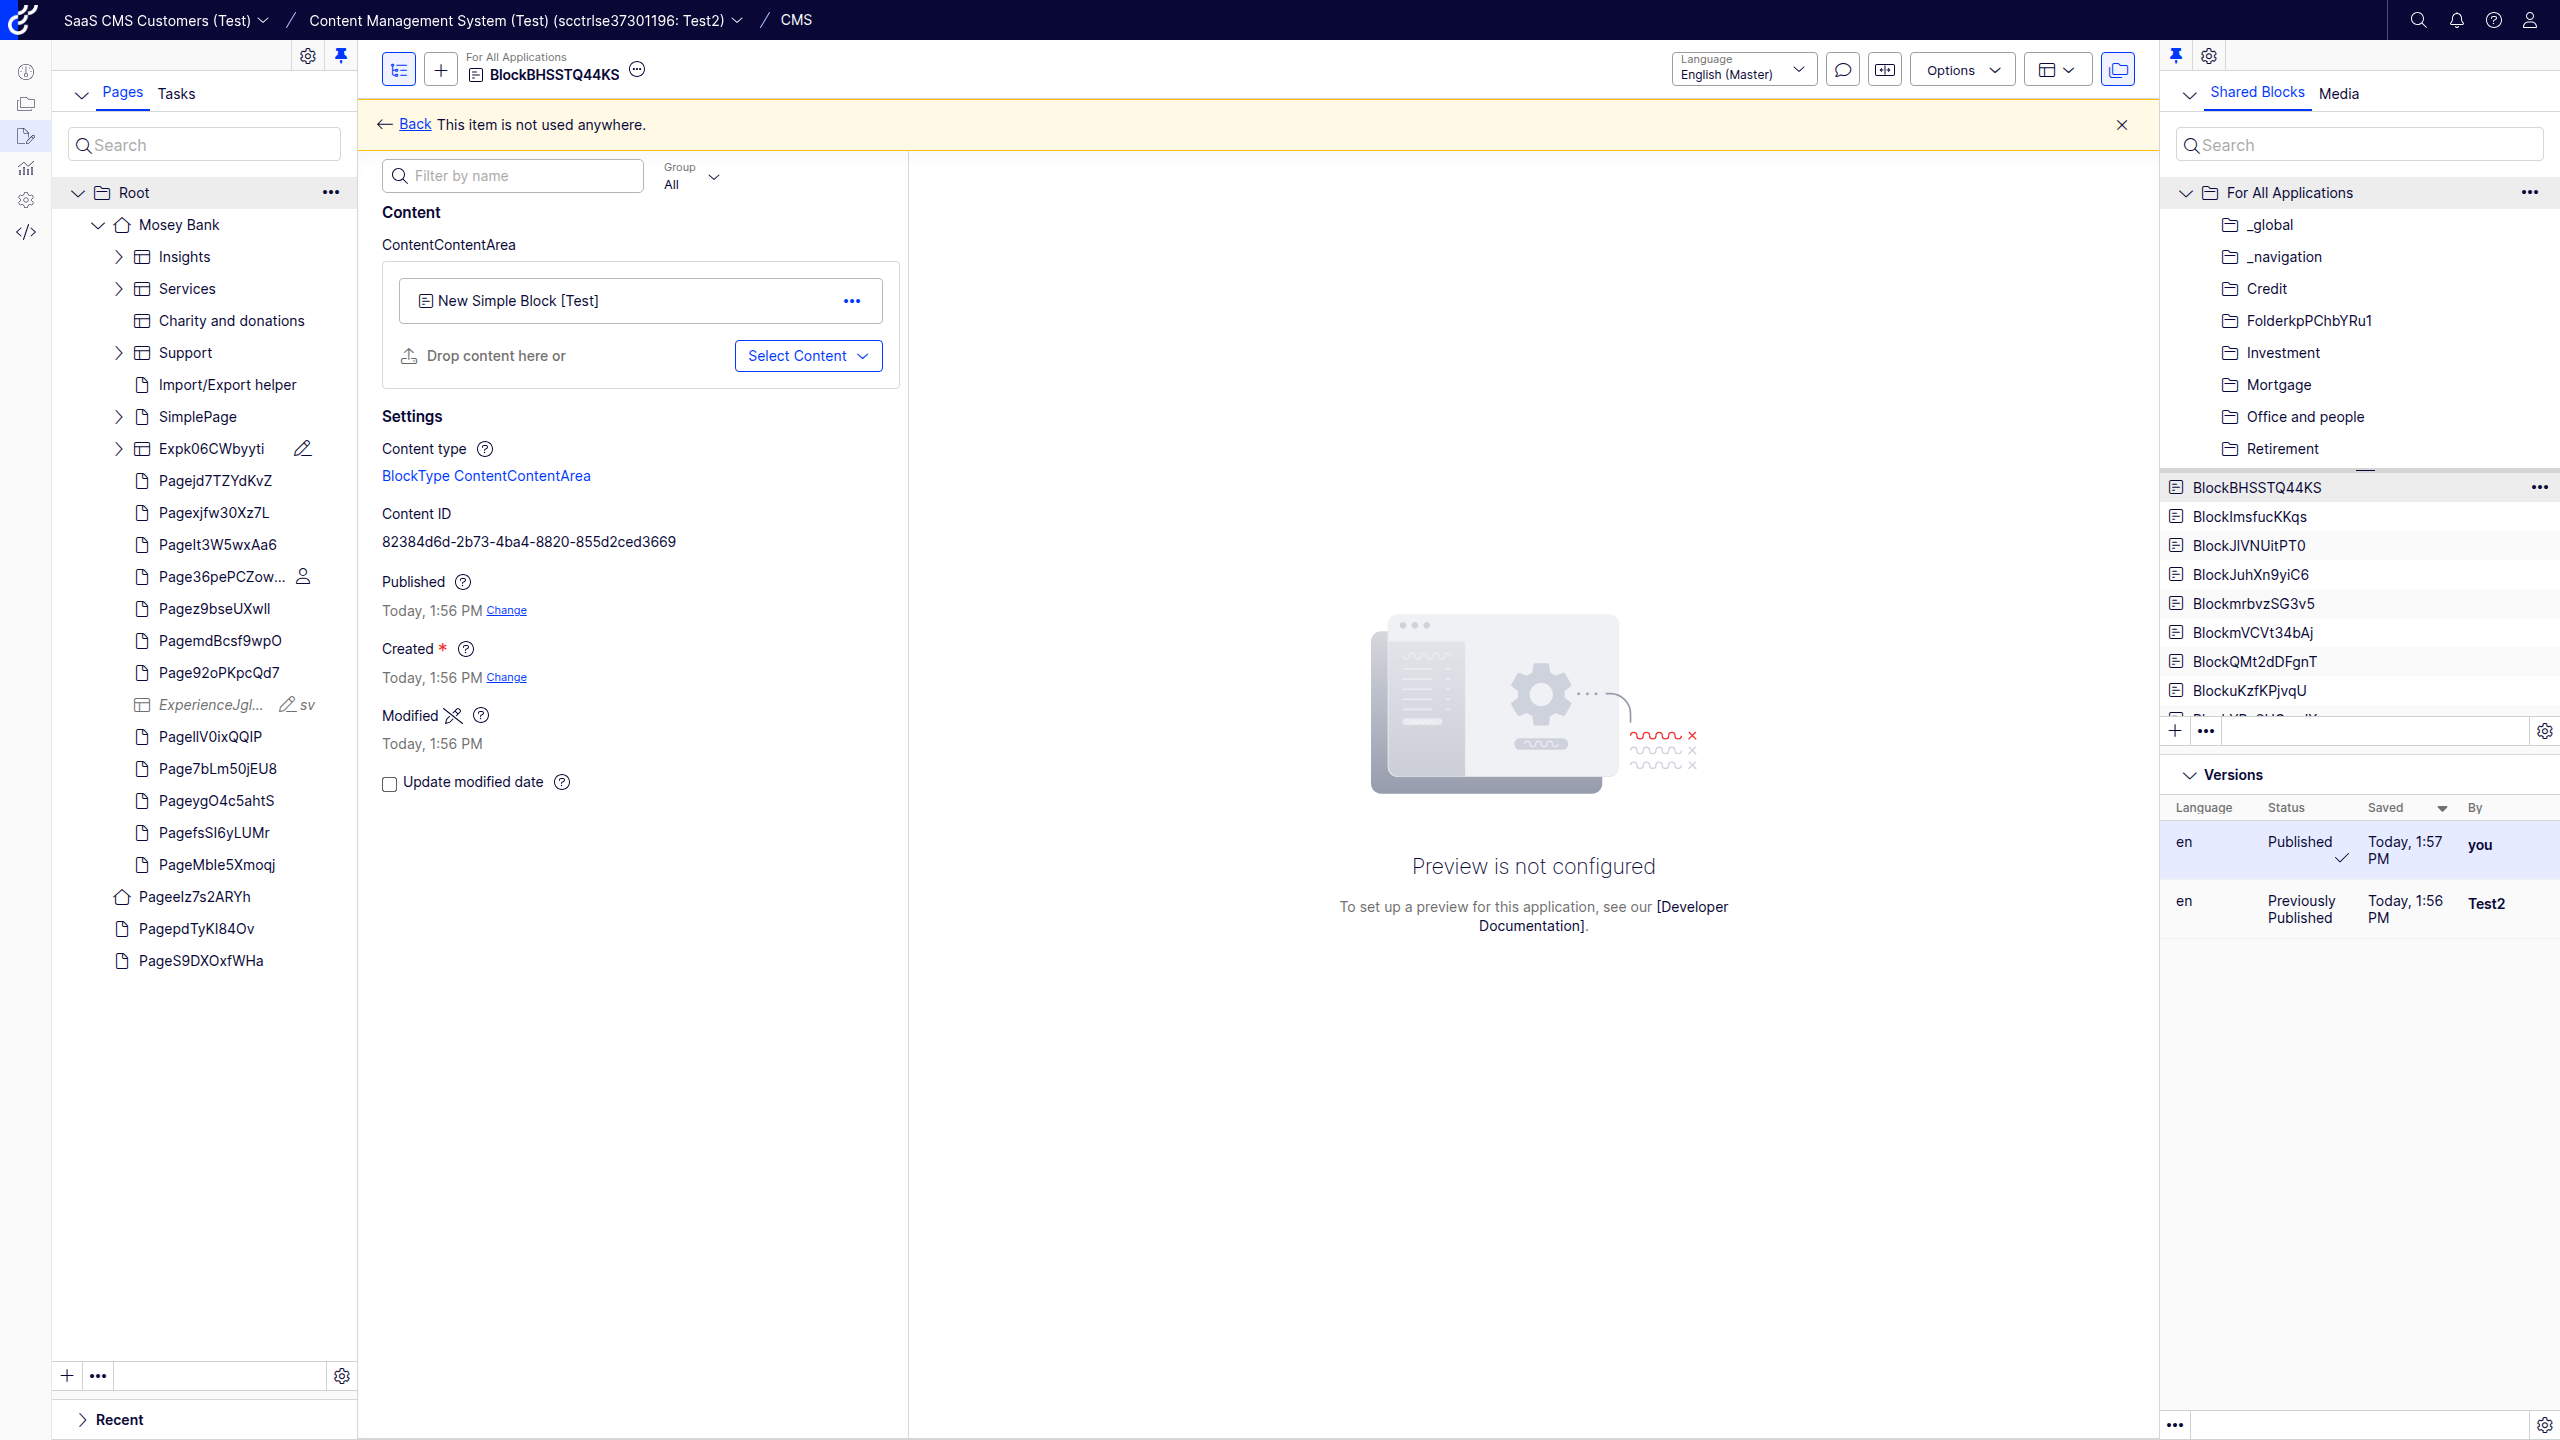 SaaS CMS Customers (Test)
Content Management System (Test) (scctrlse37301196: Test2)
CMS
Pages
Tasks
Search
Root
Mosey Bank
Insights
Services
Charity and donations
Support
Import/Export helper
SimplePage
Expk06CWbyyti
Pagejd7TZYdKvZ
Pagexjfw30Xz7L
PageIt3W5wxAa6
Page36pePCZow...
Pagez9bseUXwll
PagemdBcsf9wpO
Page92oPKpcQd7
ExperienceJgl... sv
PagellV0ixQQIP
Page7bLm50jEU8
PageygO4c5ahtS
PagefsSI6yLUMr
PageMble5Xmoqj
Pageelz7s2ARYh
PagepdTyKI84Ov
PageS9DXOxfWHa
Recent
For All Applications
BlockBHSSTQ44KS
Language
English (Master)
Options
Back This item is not used anywhere.
Filter by name
Group
All
Content
ContentContentArea
New Simple Block [Test]
Drop content here or
Select Content
Settings
Content type
BlockType ContentContentArea
Content ID
82384d6d-2b73-4ba4-8820-855d2ced3669
Published
Today, 1:56 PM Change
Created *
Today, 1:56 PM Change
Modified
Today, 1:56 PM
Update modified date
Preview is not configured
To set up a preview for this application, see our [Developer
Documentation].
Shared Blocks
Media
Search
For All Applications
_global
_navigation
Credit
FolderkpPChbYRu1
Investment
Mortgage
Office and people
Retirement
BlockBHSSTQ44KS
BlockImsfucKKqs
BlockJIVNUitPT0
BlockJuhXn9yiC6
BlockmrbvzSG3v5
BlockmVCVt34bAj
BlockQMt2dDFgnT
BlockuKzfKPjvqU
Versions
Language Status Saved By
en Published Today, 1:57 PM you
en Previously Published Today, 1:56 PM Test2